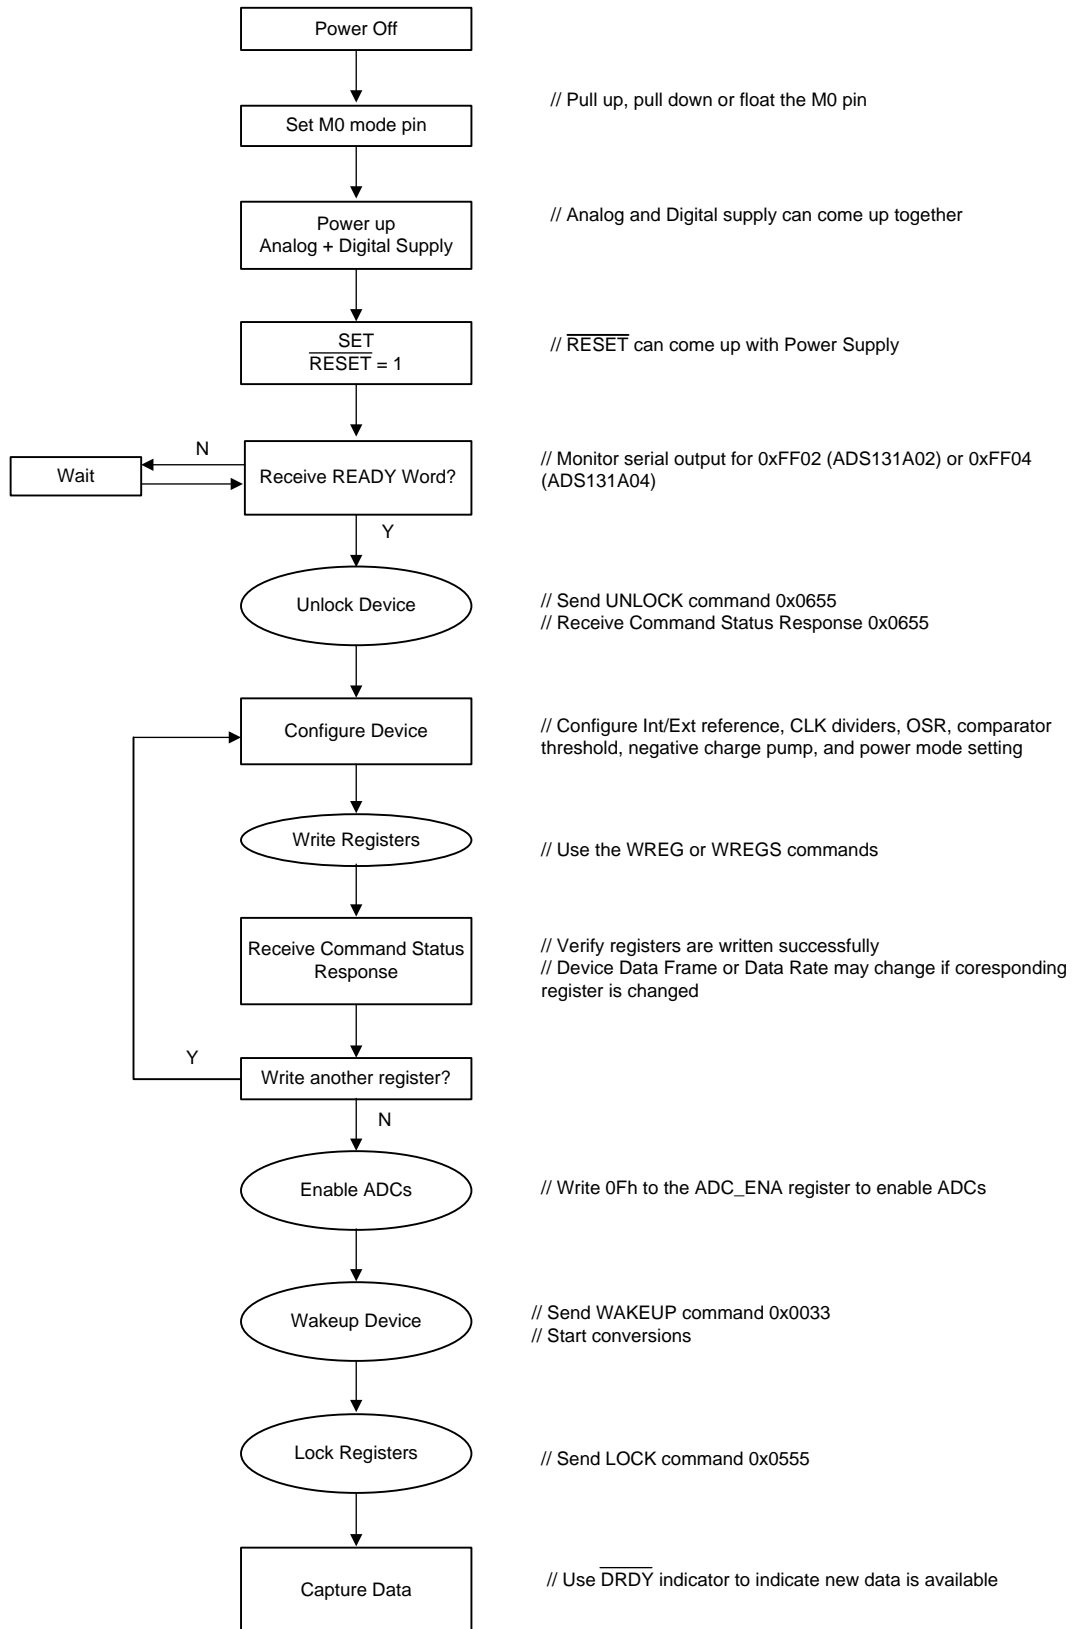 Power Off
// Pull up, pull down or float the M0 pin
Set M0 mode pin
Power up
Analog + Digital Supply
// Analog and Digital supply can come up together
SET
RESET = 1
// RESET can come up with Power Supply
N
Wait
Receive READY Word?
// Monitor serial output for 0xFF02 (ADS131A02) or 0xFF04
(ADS131A04)
Y
Unlock Device
// Send UNLOCK command 0x0655
// Receive Command Status Response 0x0655
Configure Device
// Configure Int/Ext reference, CLK dividers, OSR, comparator
threshold, negative charge pump, and power mode setting
Write Registers
// Use the WREG or WREGS commands
Receive Command Status
Response
// Verify registers are written successfully
// Device Data Frame or Data Rate may change if coresponding
register is changed
Y
Write another register?
N
Enable ADCs
// Write 0Fh to the ADC_ENA register to enable ADCs
Wakeup Device
// Send WAKEUP command 0x0033
// Start conversions
Lock Registers
// Send LOCK command 0x0555
Capture Data
// Use DRDY indicator to indicate new data is available